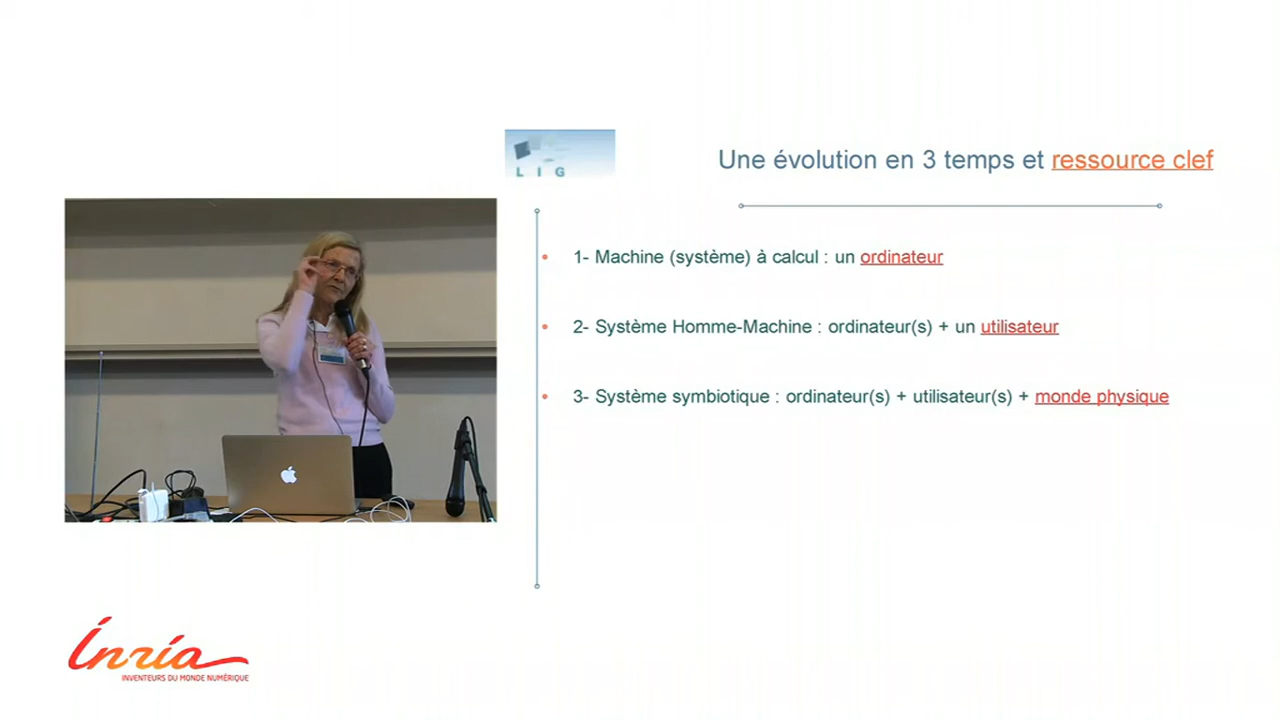 L I G
Une évolution en 3 temps et ressource clef
1- Machine (système) à calcul : un ordinateur
2- Système Homme-Machine : ordinateur(s) + un utilisateur
3- Système symbiotique : ordinateur(s) + utilisateur(s) + monde physique
inria
INVENTEURS DU MONDE NUMÉRIQUE